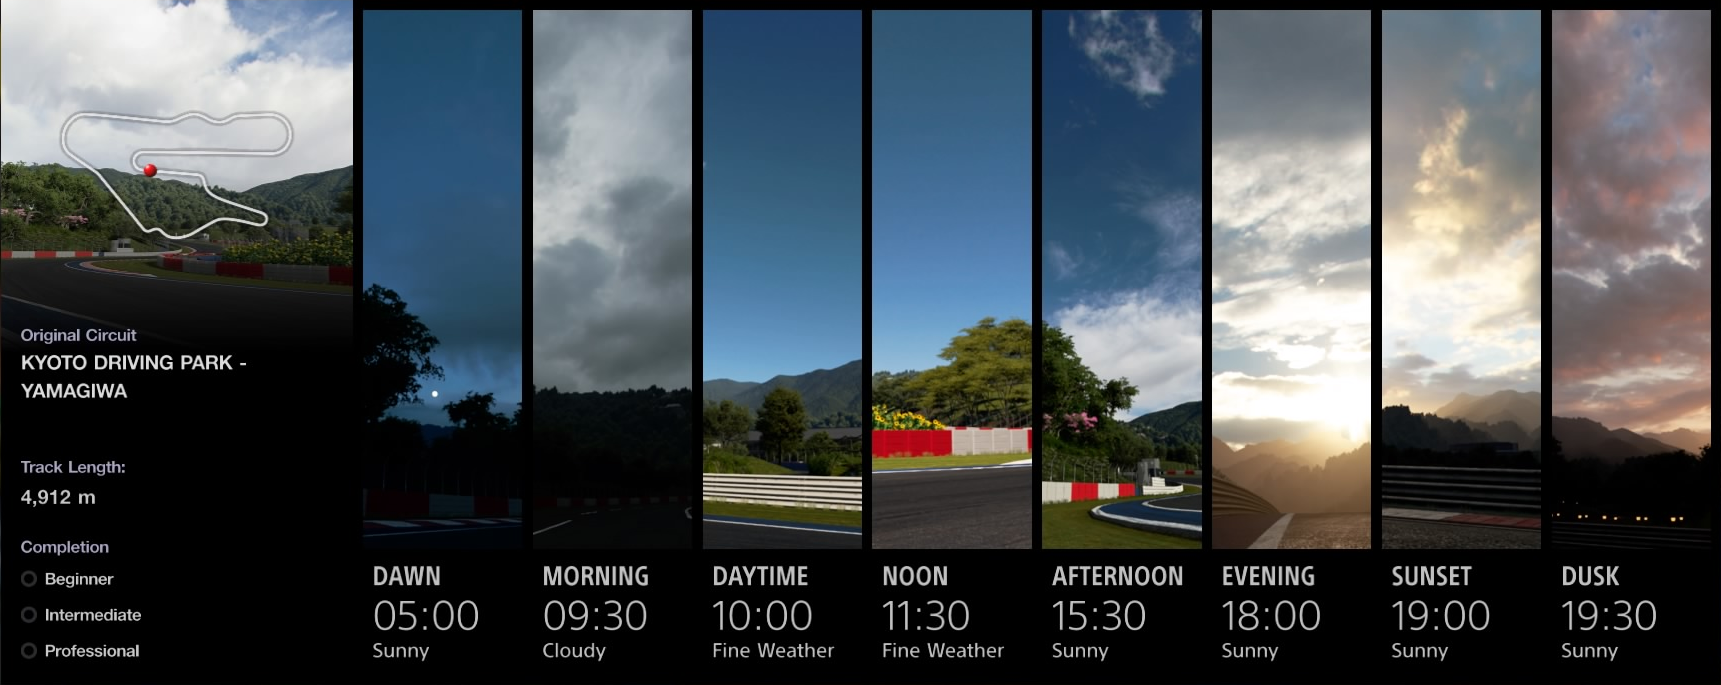 Original Circuit
KYOTO DRIVING PARK -
YAMAGIWA
Track Length:
4,912 m
Completion
Beginner
Intermediate
Professional
DAWN
05:00
Sunny
MORNING
09:30
Cloudy
DAYTIME
10:00
Fine Weather
NOON
11:30
Fine Weather
AFTERNOON
15:30
Sunny
EVENING
18:00
Sunny
SUNSET
19:00
Sunny
DUSK
19:30
Sunny